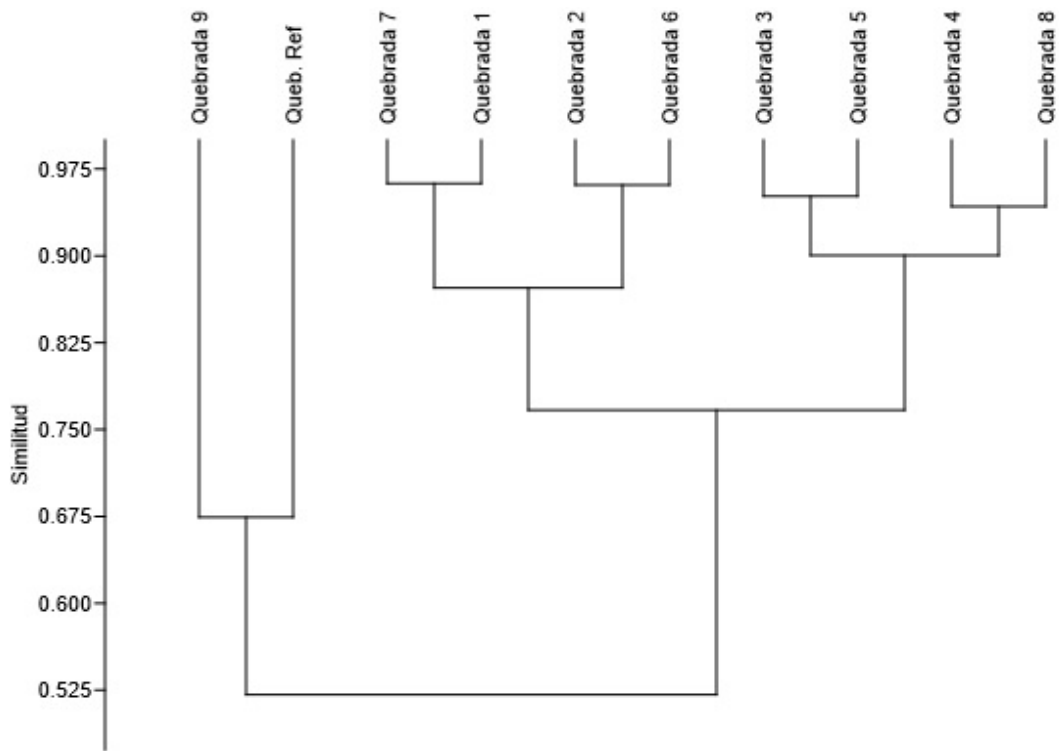 Quebrada 9
Queb. Ref
Quebrada 7
Quebrada 1
Quebrada 2
Quebrada 6
Quebrada 3
Quebrada 5
Quebrada 4
Quebrada 8
0.975
0.900
0.825
0.750
0.675
0.600
0.525
Similitud